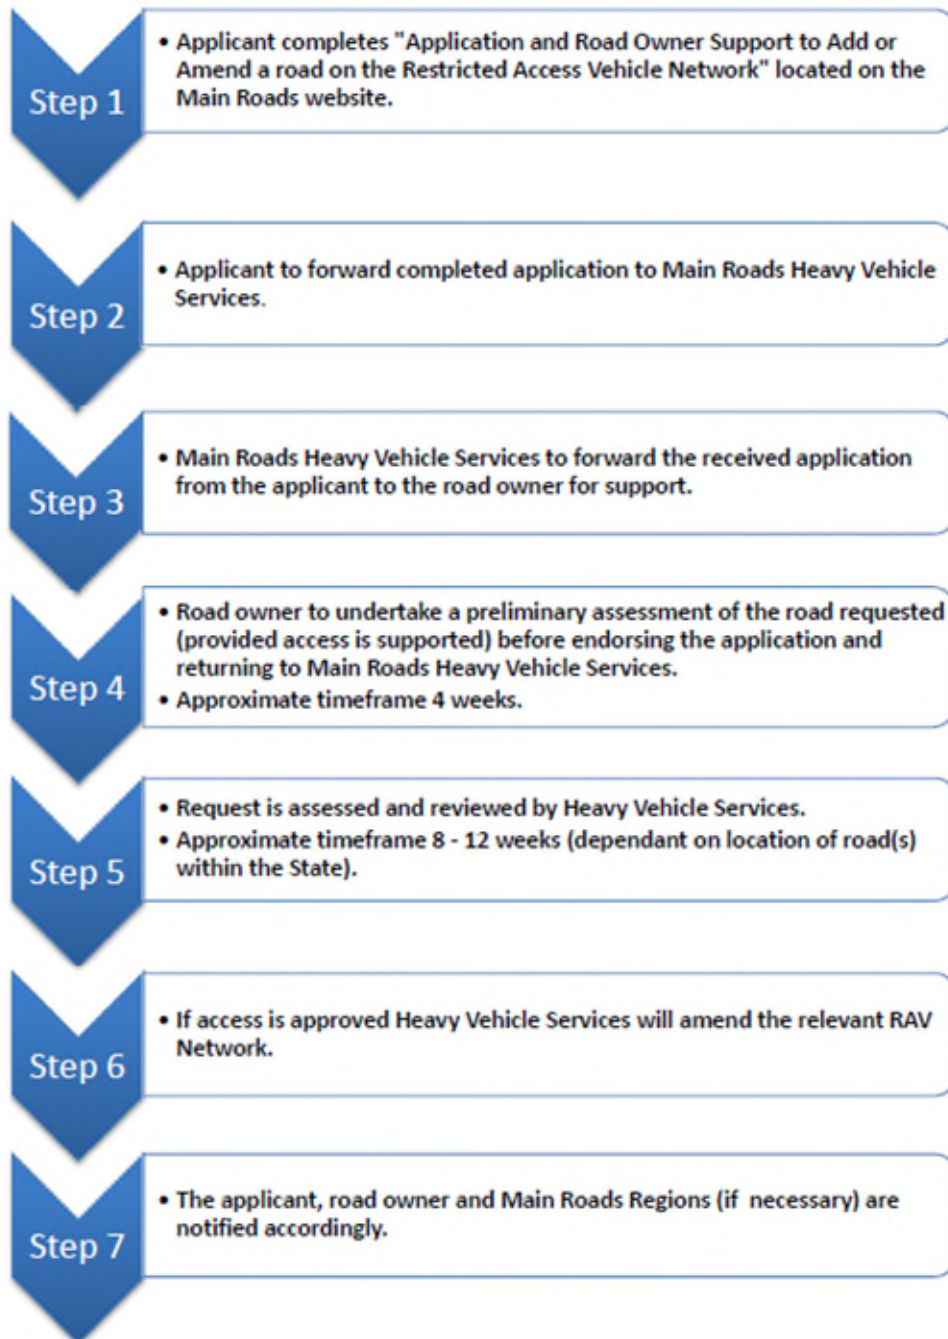 Step 1
• Applicant completes "Application and Road Owner Support to Add or
Amend a road on the Restricted Access Vehicle Network" located on the
Main Roads website.
Step 2
• Applicant to forward completed application to Main Roads Heavy Vehicle
Services.
Step 3
• Main Roads Heavy Vehicle Services to forward the received application
from the applicant to the road owner for support.
Step 4
• Road owner to undertake a preliminary assessment of the road requested
(provided access is supported) before endorsing the application and
returning to Main Roads Heavy Vehicle Services.
• Approximate timeframe 4 weeks.
Step 5
• Request is assessed and reviewed by Heavy Vehicle Services.
• Approximate timeframe 8 - 12 weeks (dependant on location of road(s)
within the State).
Step 6
• If access is approved Heavy Vehicle Services will amend the relevant RAV
Network.
Step 7
• The applicant, road owner and Main Roads Regions (if necessary) are
notified accordingly.